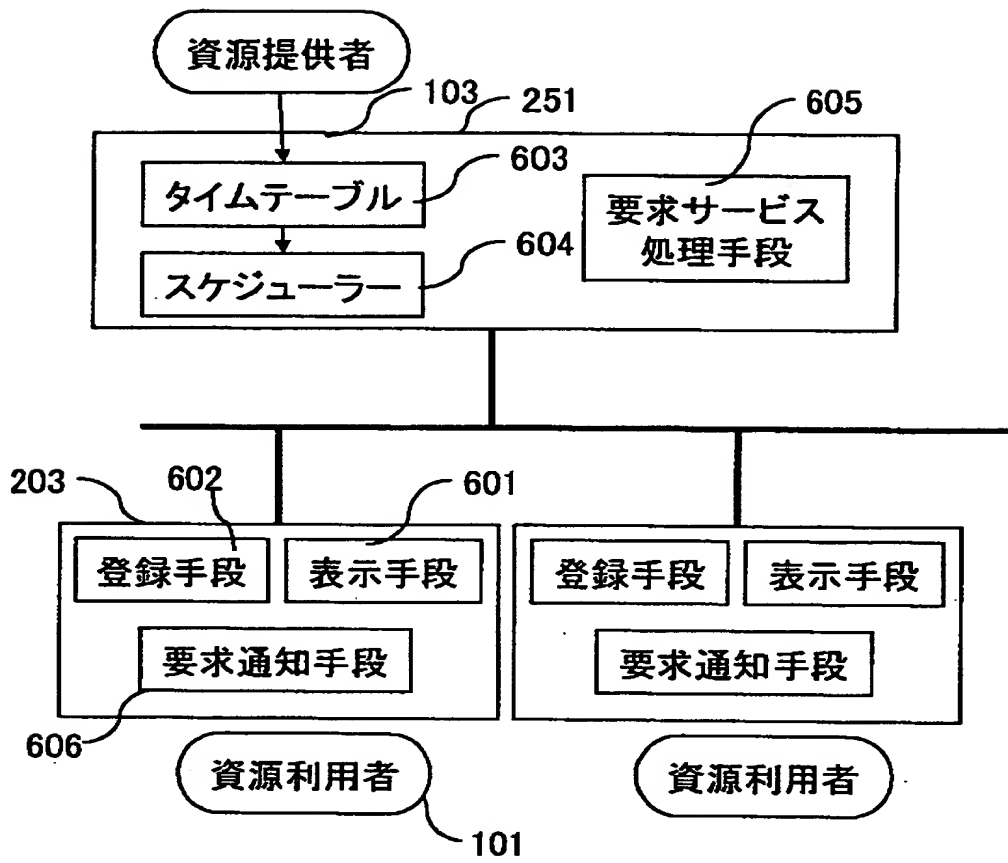 資源提供者
103
251
605
タイムテーブル
603
要求サービス
処理手段
スケジューラー
604
203
602
601
登録手段
表示手段
登録手段
表示手段
要求通知手段
要求通知手段
606
資源利用者
資源利用者
101